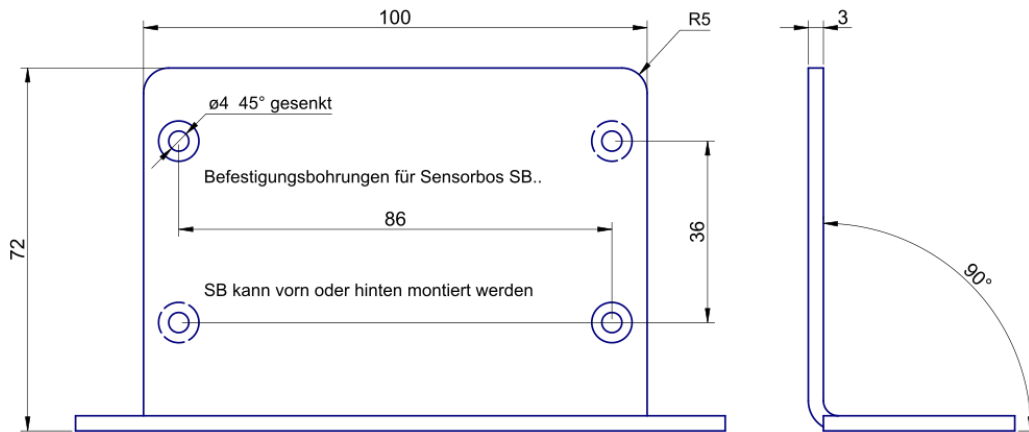 100
R5
3
ø4 45° gesenkt
Befestigungsbohrungen für Sensorbos SB..
86
72
36
90°
SB kann vorn oder hinten montiert werden